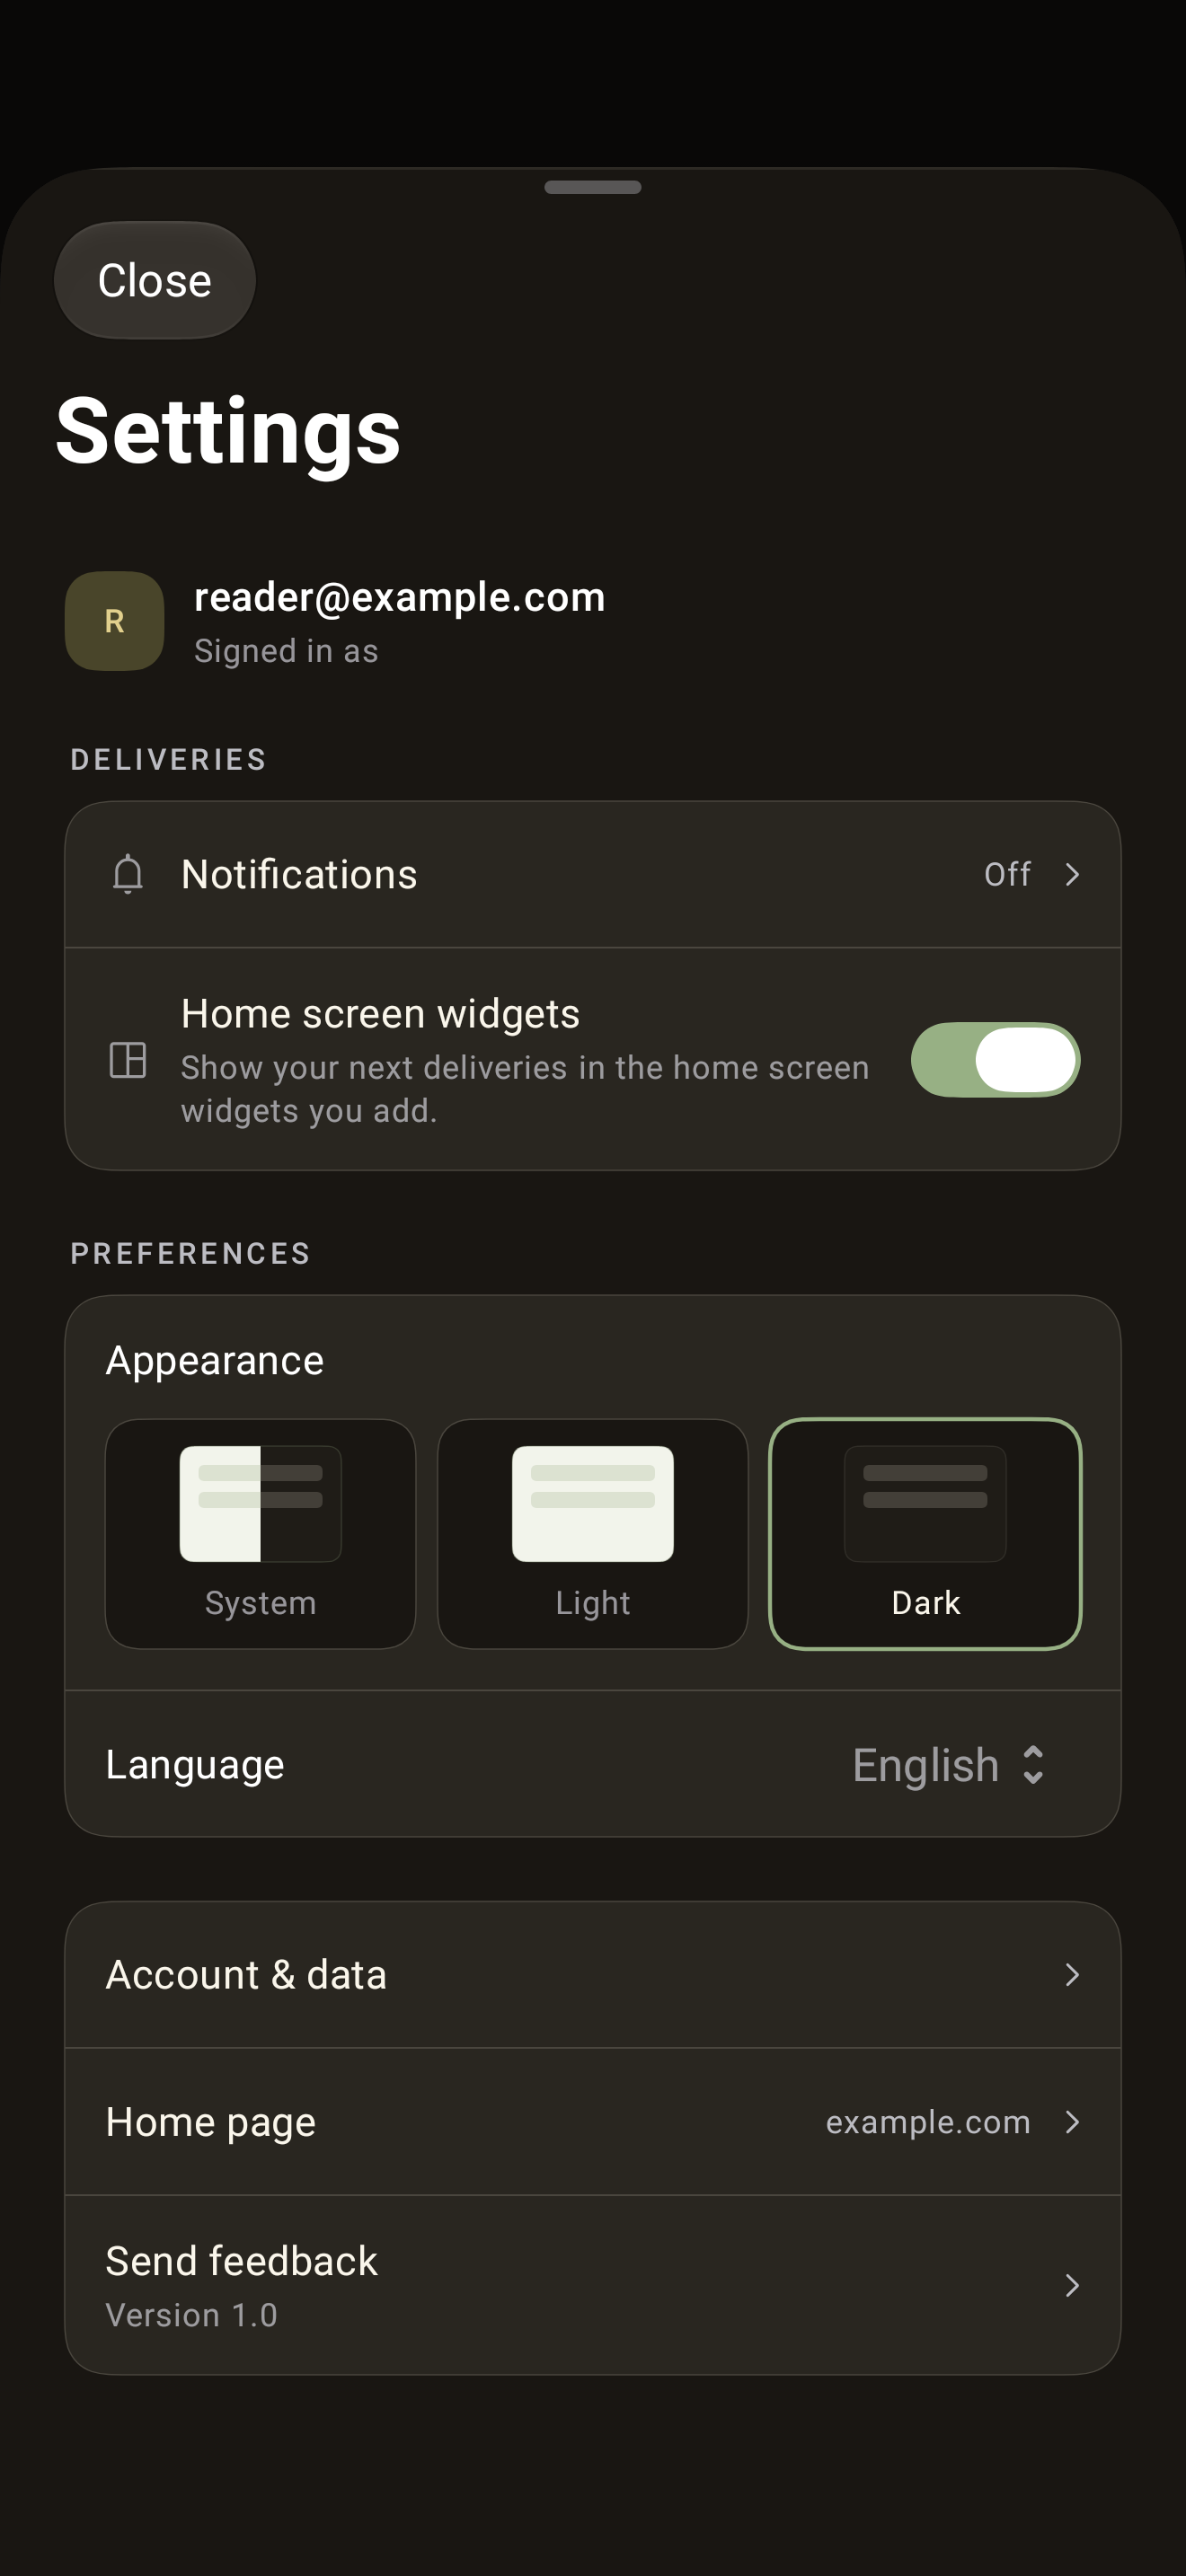 Close
Settings
R
reader@example.com
Signed in as
DELIVERIES
Notifications
Off
Home screen widgets
Show your next deliveries in the home screen
widgets you add.
PREFERENCES
Appearance
System
Light
Dark
Language
English
Account & data
Home page
example.com
Send feedback
Version 1.0